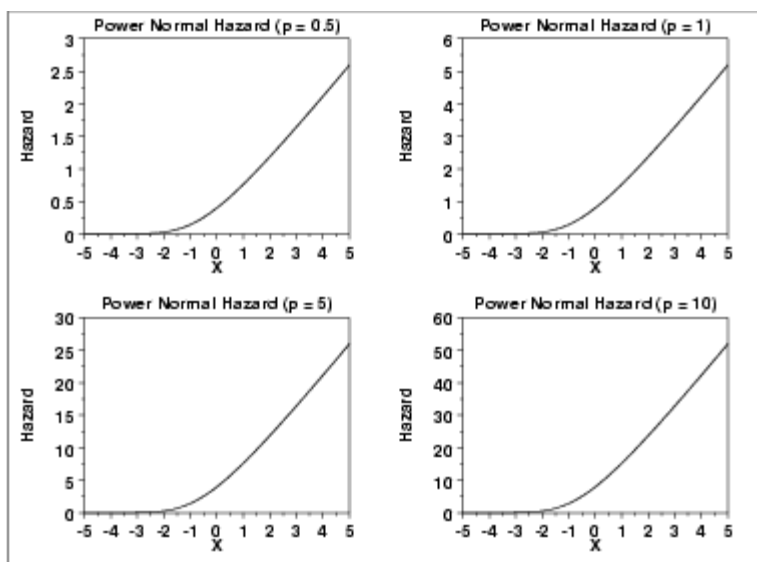 Power Normal Hazard (p = 0.5)
3
2.5
2
1.5
1
0.5
0
Hazard
-5 -4 -3 -2 -1 0 1 2 3 4 5
X
Power Normal Hazard (p = 1)
6
5
4
3
2
1
0
Hazard
-5 -4 -3 -2 -1 0 1 2 3 4 5
X
Power Normal Hazard (p = 5)
30
25
20
15
10
5
0
Hazard
-5 -4 -3 -2 -1 0 1 2 3 4 5
X
Power Normal Hazard (p = 10)
60
50
40
30
20
10
0
Hazard
-5 -4 -3 -2 -1 0 1 2 3 4 5
X